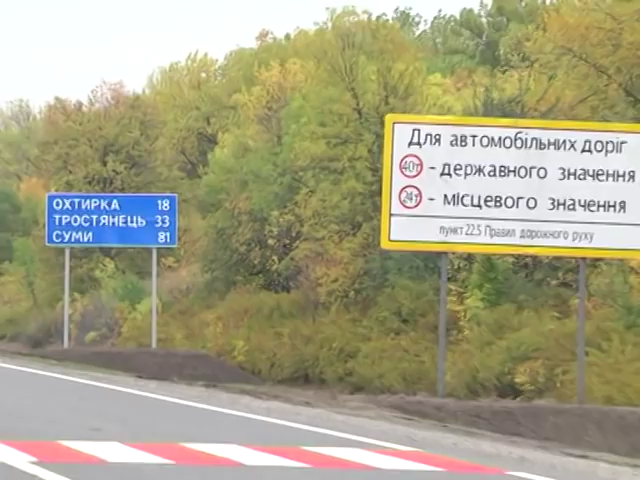 ОХТИРКА 18
ТРОСТЯНЕЦЬ 33
СУМИ 81
Для автомобільних доріг
40т - державного значення
24т - місцевого значення
пункт 22.5 Правил дорожного руху